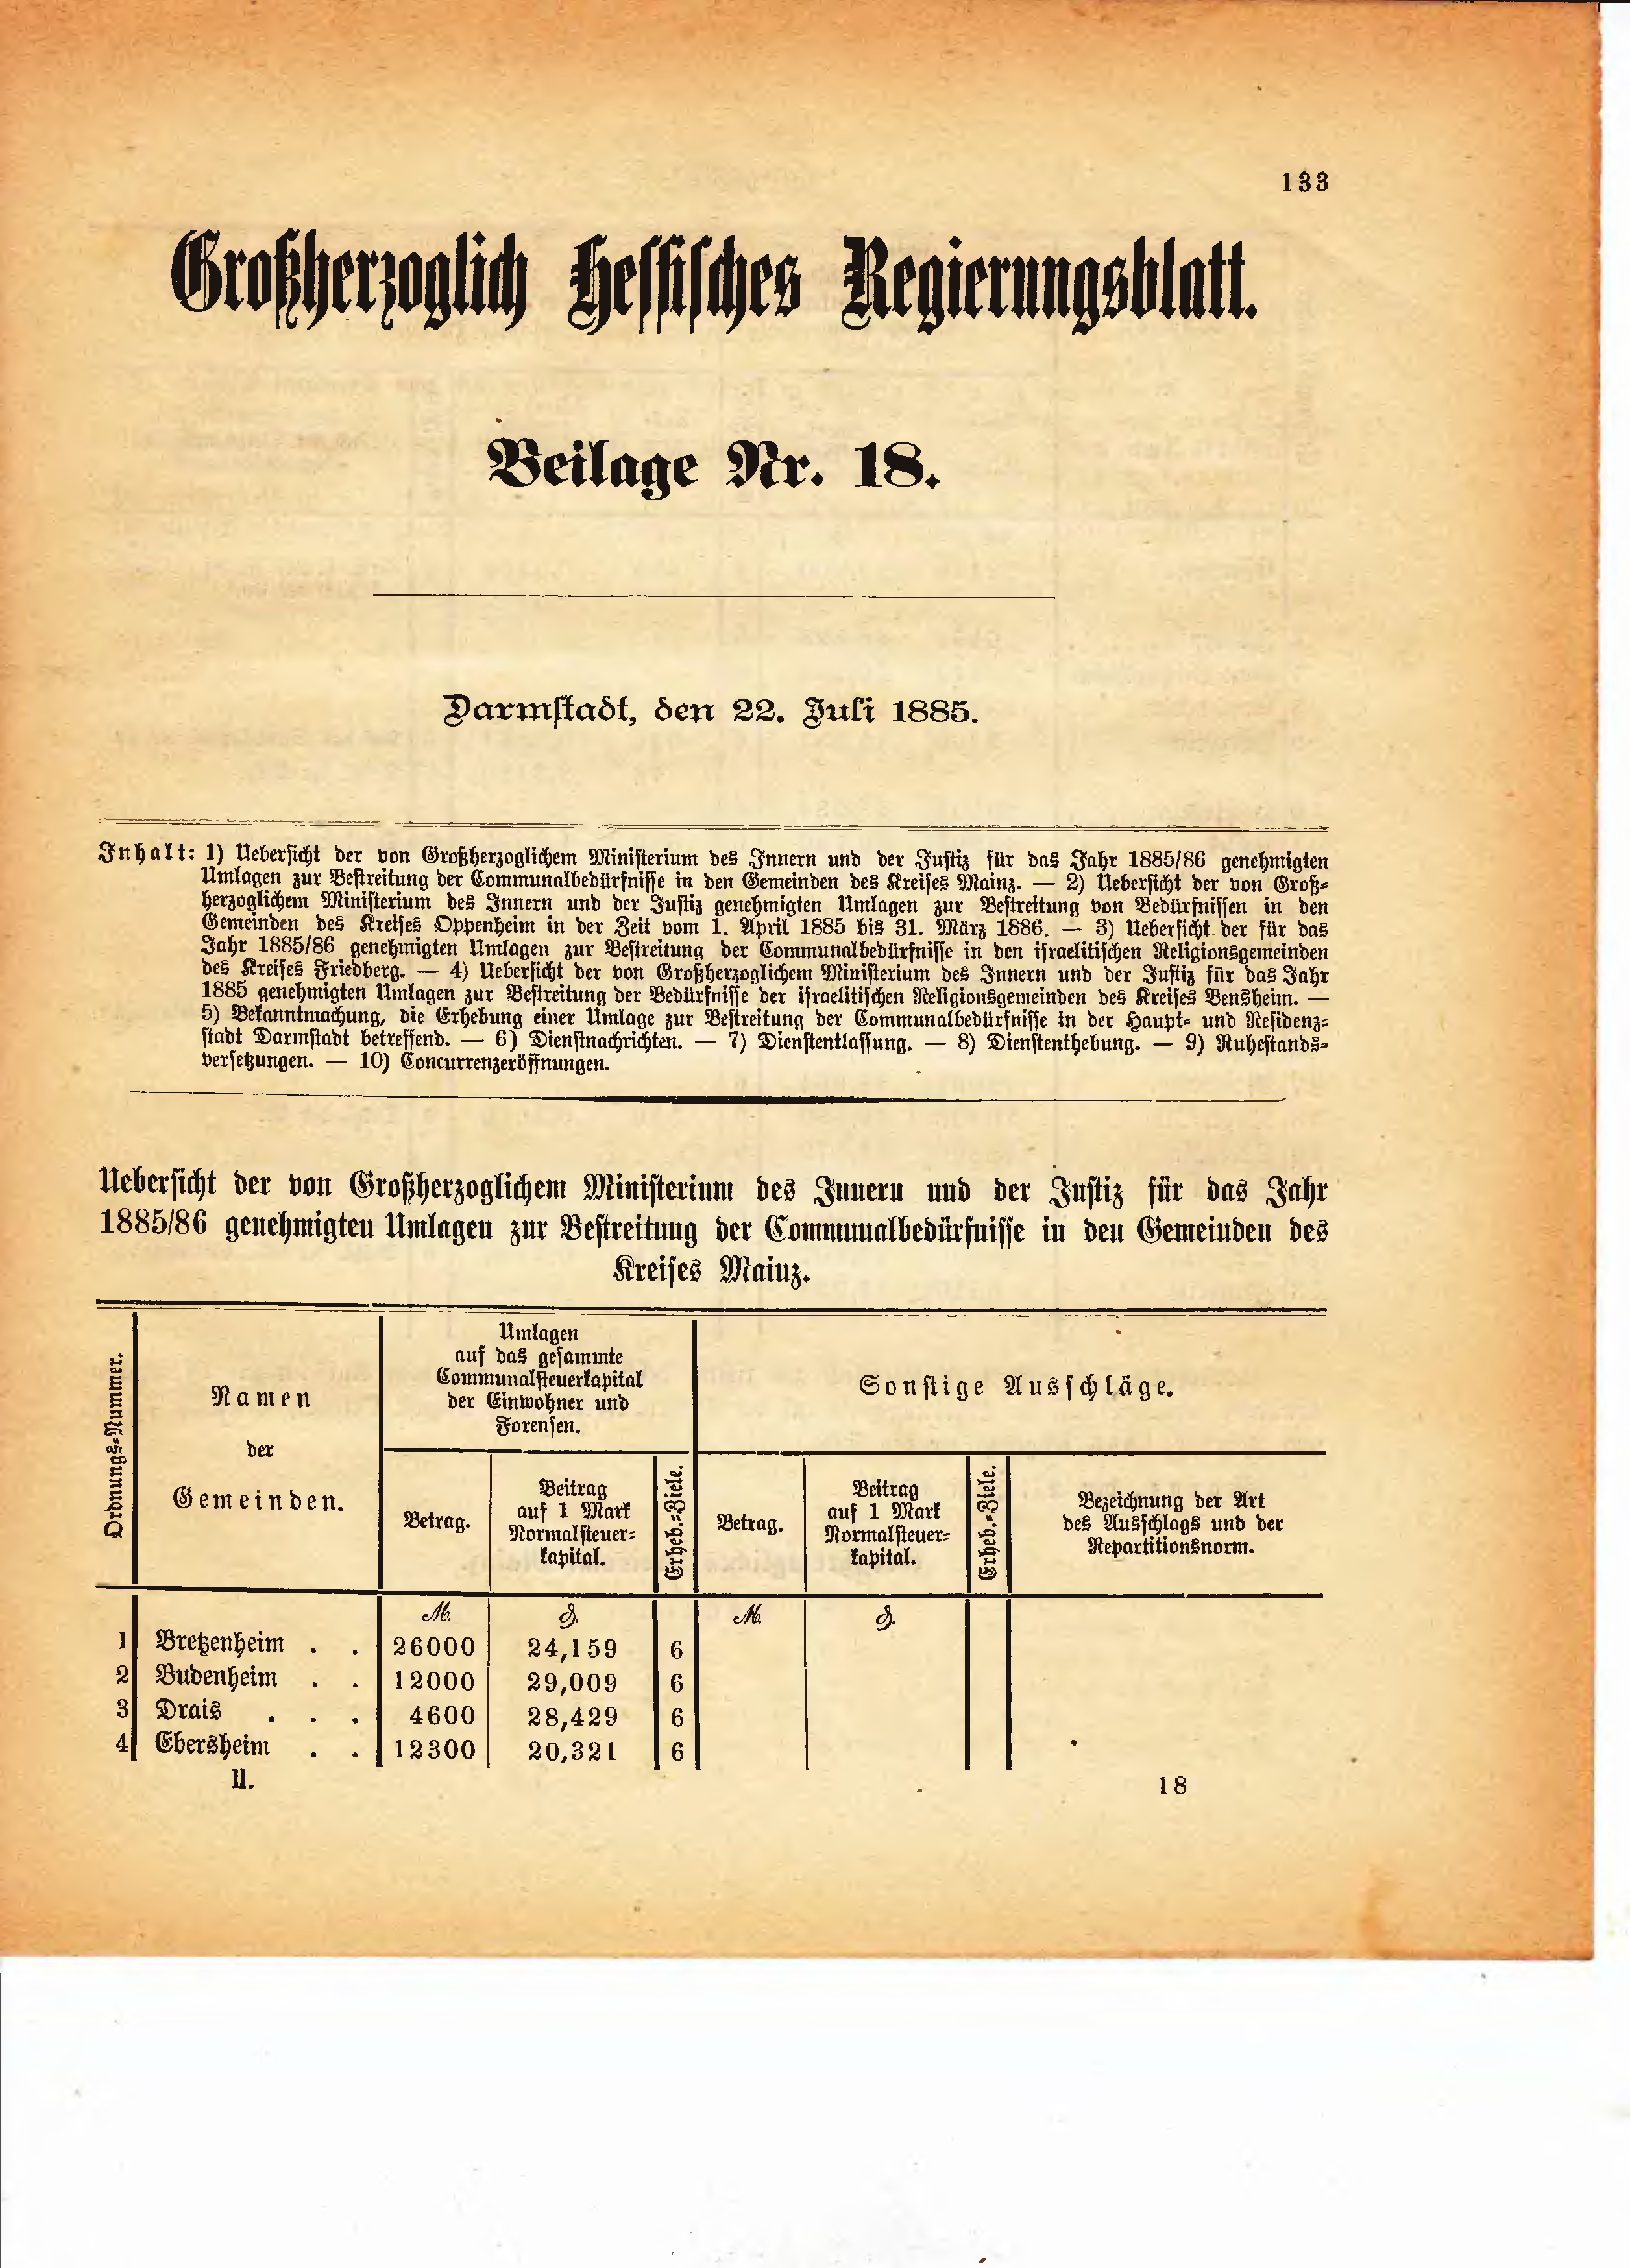 133
Großherzoglich Hessisches Regierungsblatt.
Beilage Nr. 18.
Darmstadt, den 22. Juli 1885.
Inhalt: 1) Uebersicht der von Großherzoglichem Ministerium des Innern und der Justiz für das Jahr 1885/86 genehmigten
Umlagen zur Bestreitung der Communalbedürfnisse in den Gemeinden des Kreises Mainz. — 2) Uebersicht der von Groß-
herzoglichem Ministerium des Innern und der Justiz genehmigten Umlagen zur Bestreitung von Bedürfnissen in den
Gemeinden des Kreises Oppenheim in der Zeit vom 1. April 1885 bis 31. März 1886. — 3) Uebersicht der für das
Jahr 1885/86 genehmigten Umlagen zur Bestreitung der Communalbedürfnisse in den israelitischen Religionsgemeinden
des Kreises Friedberg. — 4) Uebersicht der von Großherzoglichem Ministerium des Innern und der Justiz für das Jahr
1885 genehmigten Umlagen zur Bestreitung der Bedürfnisse der israelitischen Religionsgemeinden des Kreises Bensheim. —
5) Bekanntmachung, die Erhebung einer Umlage zur Bestreitung der Communalbedürfnisse in der Haupt- und Residenz-
stadt Darmstadt betreffend. — 6) Dienstnachrichten. — 7) Dienstentlassung. — 8) Dienstenthebung. — 9) Ruhestands-
versetzungen. — 10) Concurrenzeröffnungen.
Uebersicht der von Großherzoglichem Ministerium des Innern und der Justiz für das Jahr
1885/86 genehmigten Umlagen zur Bestreitung der Communalbedürfnisse in den Gemeinden des
Kreises Mainz.
Ordnungs-Nummer.
Namen
der
Gemeinden.
Umlagen
auf das gesammte
Communalsteuerkapital
der Einwohner und
Forensen.
Sonstige Ausschläge.
Betrag.
Beitrag
auf 1 Mark
Normalsteuer-
kapital.
Erheb.-Ziele.
Betrag.
Beitrag
auf 1 Mark
Normalsteuer-
kapital.
Erheb.-Ziele.
Bezeichnung der Art
des Ausschlags und der
Repartitionsnorm.
M. ₰. M. ₰.
1 Bretzenheim . . 26000 24,159 6
2 Budenheim . . 12000 29,009 6
3 Drais . . . 4600 28,429 6
4 Ebersheim . . 12300 20,321 6
II. 18